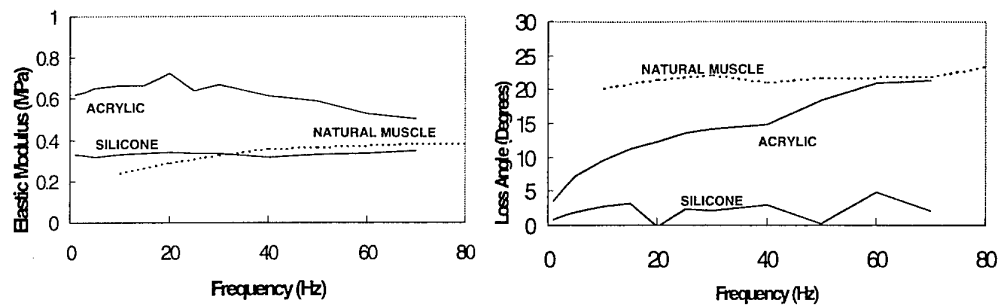 Elastic Modulus (MPa)
1
0.8
0.6
0.4
0.2
0
ACRYLIC
SILICONE
NATURAL MUSCLE
0 20 40 60 80
Frequency (Hz)
Loss Angle (Degrees)
30
25
20
15
10
5
0
NATURAL MUSCLE
ACRYLIC
SILICONE
0 20 40 60 80
Frequency (Hz)